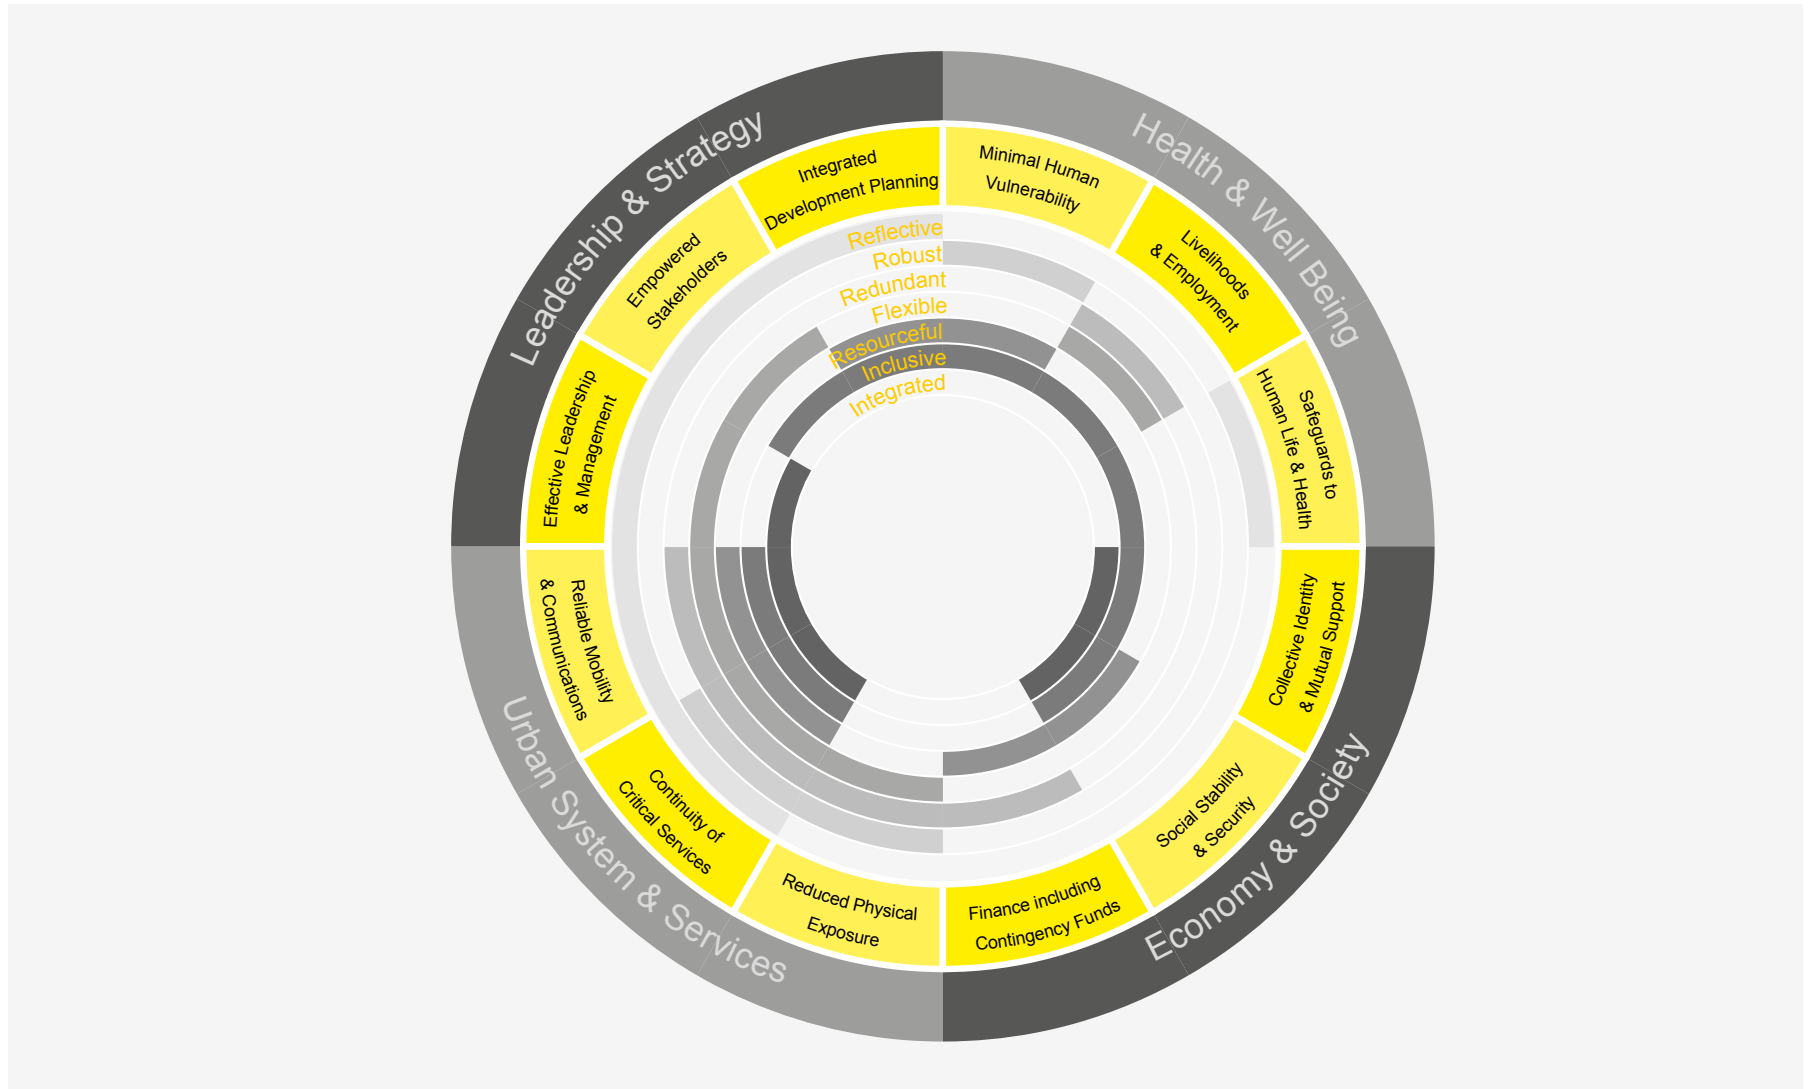 Leadership & Strategy
Health & Well Being
Economy & Society
Urban System & Services
Integrated
Development Planning
Minimal Human
Vulnerability
Livelihoods
& Employment
Safeguards to
Human Life & Health
Collective Identity
& Mutual Support
Social Stability
& Security
Finance including
Contingency Funds
Reduced Physical
Exposure
Continuity of
Critical Services
Reliable Mobility
& Communications
Effective Leadership
& Management
Empowered
Stakeholders
Reflective
Robust
Redundant
Flexible
Resourceful
Inclusive
Integrated